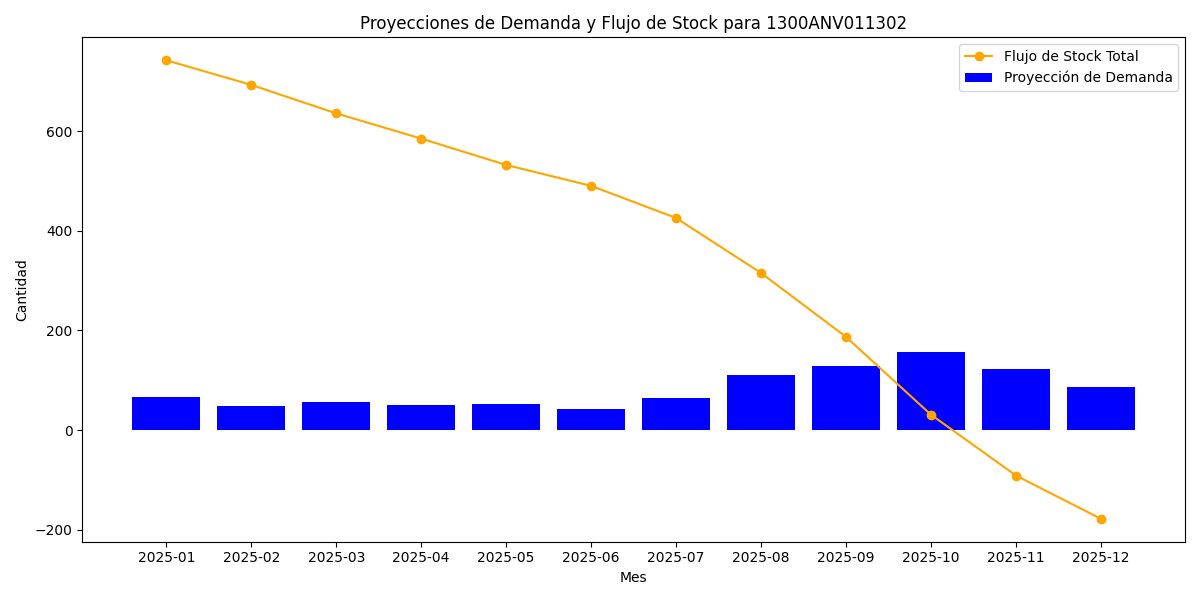 Proyecciones de Demanda y Flujo de Stock para 1300ANV011302
Flujo de Stock Total
Proyección de Demanda
Cantidad
600
400
200
0
−200
2025-01 2025-02 2025-03 2025-04 2025-05 2025-06 2025-07 2025-08 2025-09 2025-10 2025-11 2025-12
Mes